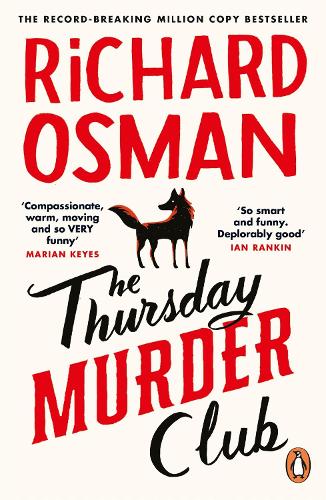 THE RECORD-BREAKING MILLION COPY BESTSELLER
RiCHARD
OSMAN
‘Compassionate,
warm, moving
and so VERY
funny’
MARIAN KEYES
‘So smart
and funny.
Deplorably good’
IAN RANKIN
The
Thursday
MURDER
Club